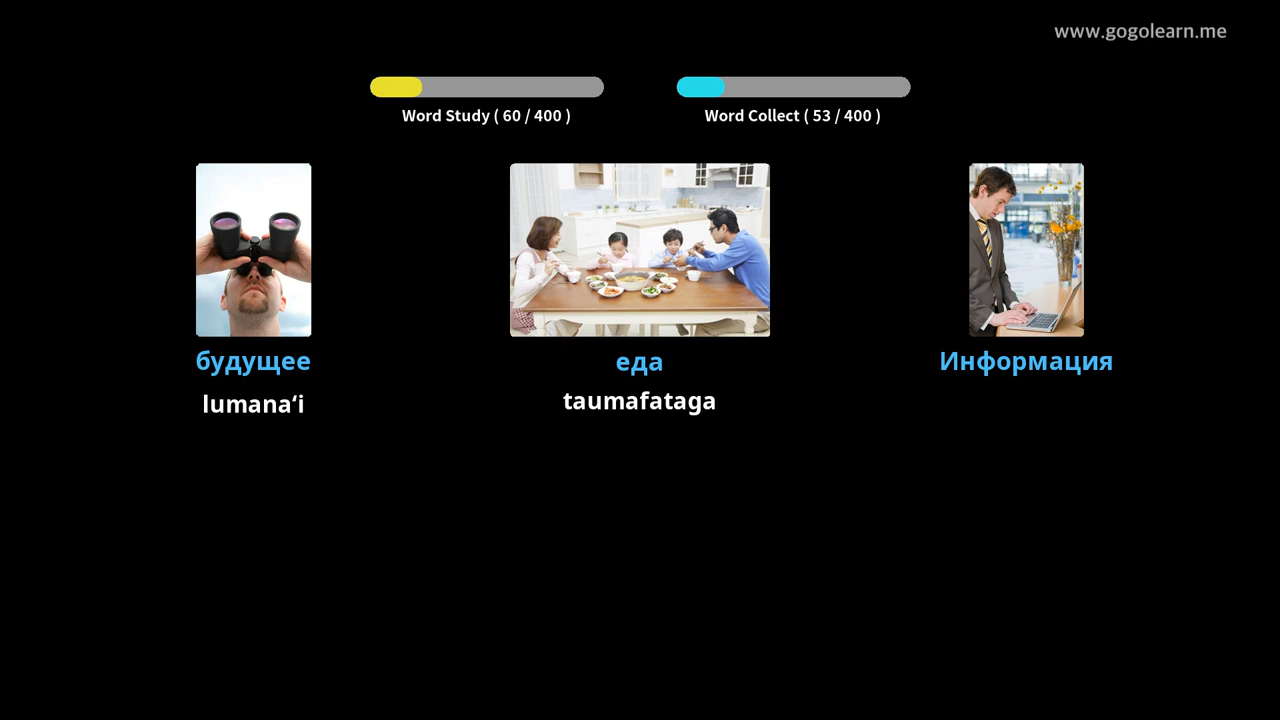 www.gogolearn.me
Word Study ( 60 / 400 )
Word Collect ( 53 / 400 )
будущее
еда
Информация
lumanaʻi
taumafataga